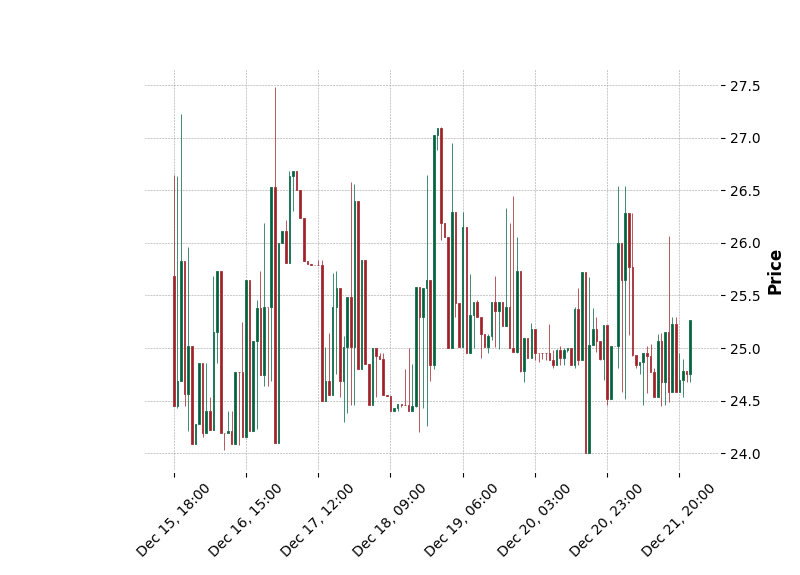 27.5
27.0
26.5
26.0
25.5
25.0
24.5
24.0
Price
Dec 15, 18:00
Dec 16, 15:00
Dec 17, 12:00
Dec 18, 09:00
Dec 19, 06:00
Dec 20, 03:00
Dec 20, 23:00
Dec 21, 20:00